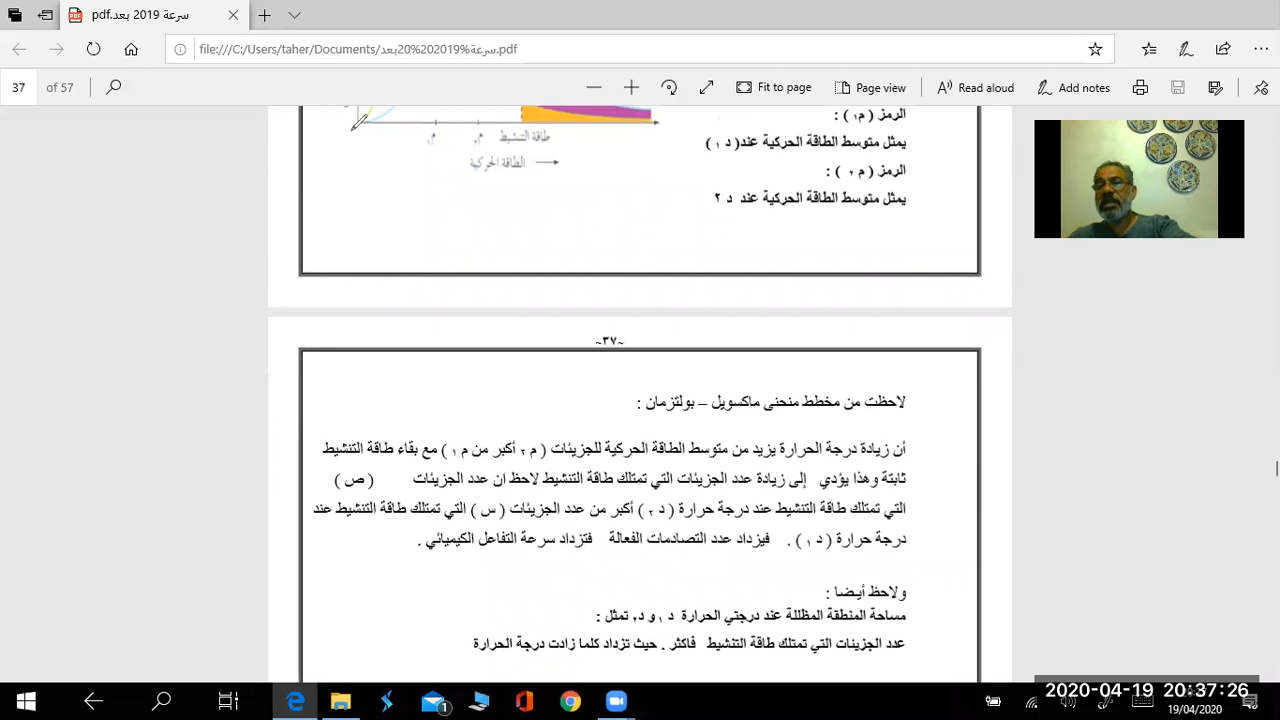 سرعة 2019 بعد.pdf
file:///C:/Users/taher/Documents/سرعة%202019%20بعد.pdf
37 of 57
Fit to page
Page view
Read aloud
Add notes
الرمز ( م١ ) :
يمثل متوسط الطاقة الحركية عند( د ١ )
الرمز ( م ٢ ) :
يمثل متوسط الطاقة الحركية عند د ٢
م١ م٢ طاقة التنشيط
الطاقة الحركية
~٣٧~
لاحظت من مخطط منحنى ماكسويل – بولتزمان :
أن زيادة درجة الحرارة يزيد من متوسط الطاقة الحركية للجزيئات ( م ٢ أكبر من م ١ ) مع بقاء طاقة التنشيط
ثابتة وهذا يؤدي إلى زيادة عدد الجزيئات التي تمتلك طاقة التنشيط لاحظ ان عدد الجزيئات ( ص )
التي تمتلك طاقة التنشيط عند درجة حرارة ( د ٢ ) أكبر من عدد الجزيئات ( س ) التي تمتلك طاقة التنشيط عند
درجة حرارة ( د ١ ) . فيزداد عدد التصادمات الفعالة فتزداد سرعة التفاعل الكيميائي .
ولاحظ أيضا :
مساحة المنطقة المظللة عند درجتي الحرارة د١ و د٢ تمثل :
عدد الجزيئات التي تمتلك طاقة التنشيط فاكثر . حيث تزداد كلما زادت درجة الحرارة
2020-04-19 20:37:26
19/04/2020